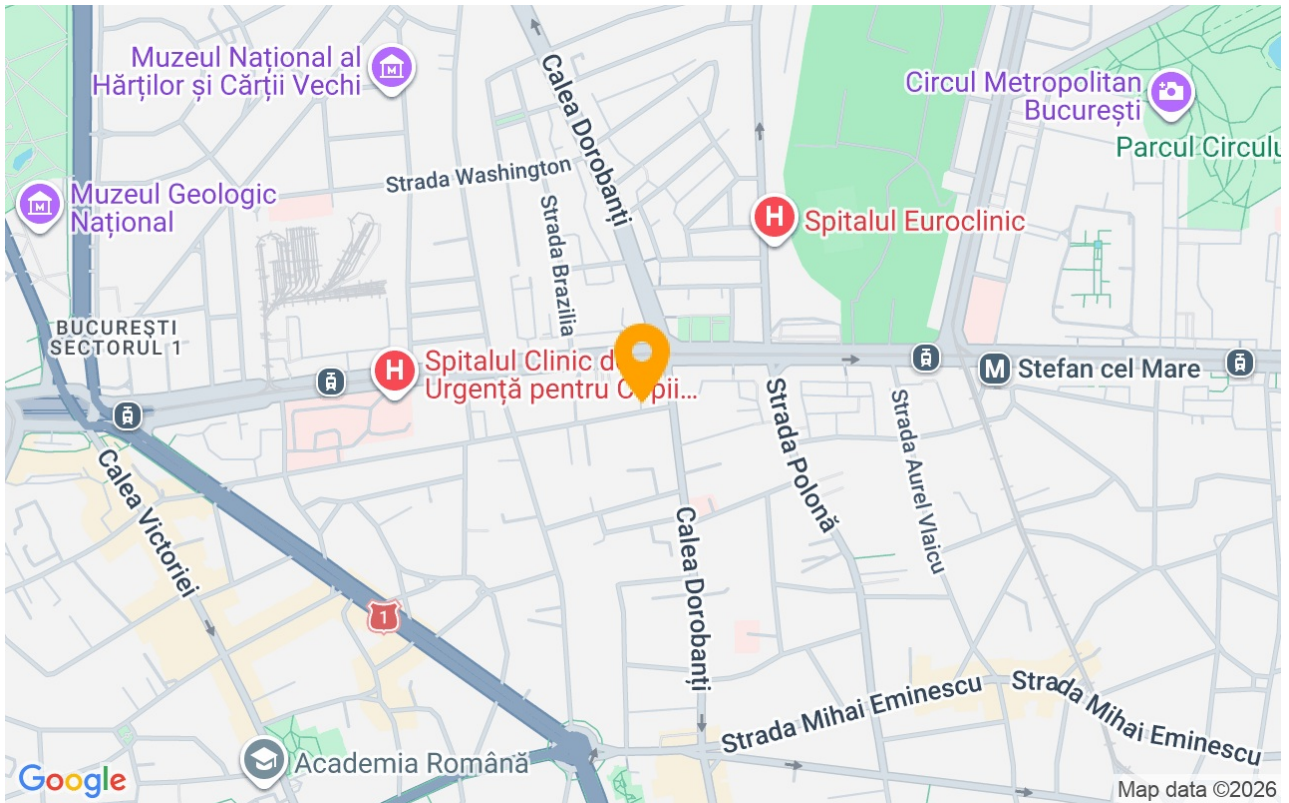 Muzeul Național al
Hărților și Cărții Vechi
Calea Dorobanți
Circul Metropolitan
București
Parcul Circulu
Strada Washington
Muzeul Geologic
Național
Strada Brazilia
H
Spitalul Euroclinic
BUCUREȘTI
SECTORUL 1
H
Spitalul Clinic d
Urgență pentru C pii...
M
Stefan cel Mare
Strada Polonă
Strada Aurel Vlaicu
Calea Victoriei
Calea Dorobanți
1
Strada Mihai Eminescu
Strada Mihai Eminescu
Academia Română
Google
Map data ©2026